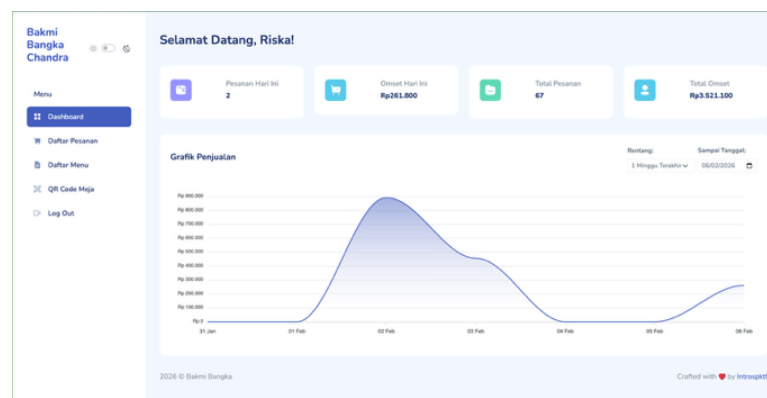 Bakmi
Bangka
Chandra
Menu
Dashboard
Daftar Pesanan
Daftar Menu
QR Code Meja
Log Out
Selamat Datang, Riska!
Pesanan Hari Ini
2
Omset Hari Ini
Rp261.800
Total Pesanan
67
Total Omset
Rp3.521.100
Grafik Penjualan
Rentang:
1 Minggu Terakhir
Sampai Tanggal:
06/02/2026
Rp 900.000
Rp 800.000
Rp 700.000
Rp 600.000
Rp 500.000
Rp 400.000
Rp 300.000
Rp 200.000
Rp 100.000
Rp 0
31 Jan
01 Feb
02 Feb
03 Feb
04 Feb
05 Feb
06 Feb
2026 © Bakmi Bangka
Crafted with ❤ by Introspktf